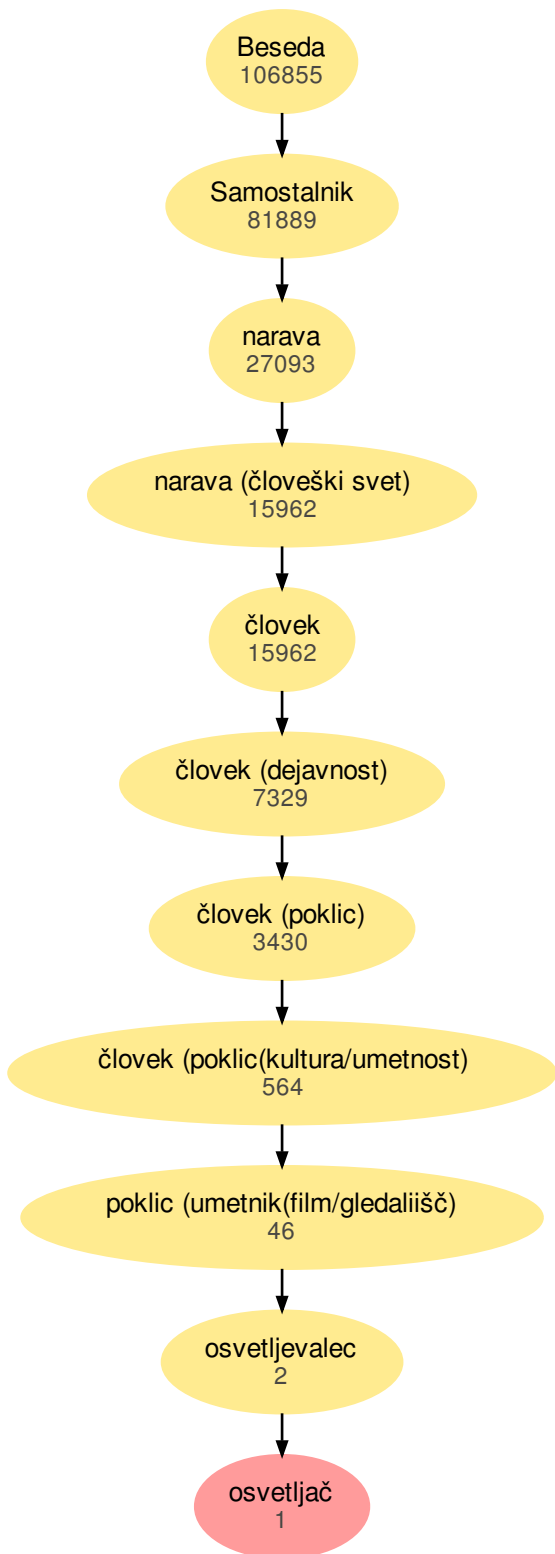 Beseda
106855
Samostalnik
81889
narava
27093
narava (človeški svet)
15962
človek
15962
človek (dejavnost)
7329
človek (poklic)
3430
človek (poklic(kultura/umetnost)
564
poklic (umetnik(film/gledaliišč)
46
osvetljevalec
2
osvetljač
1